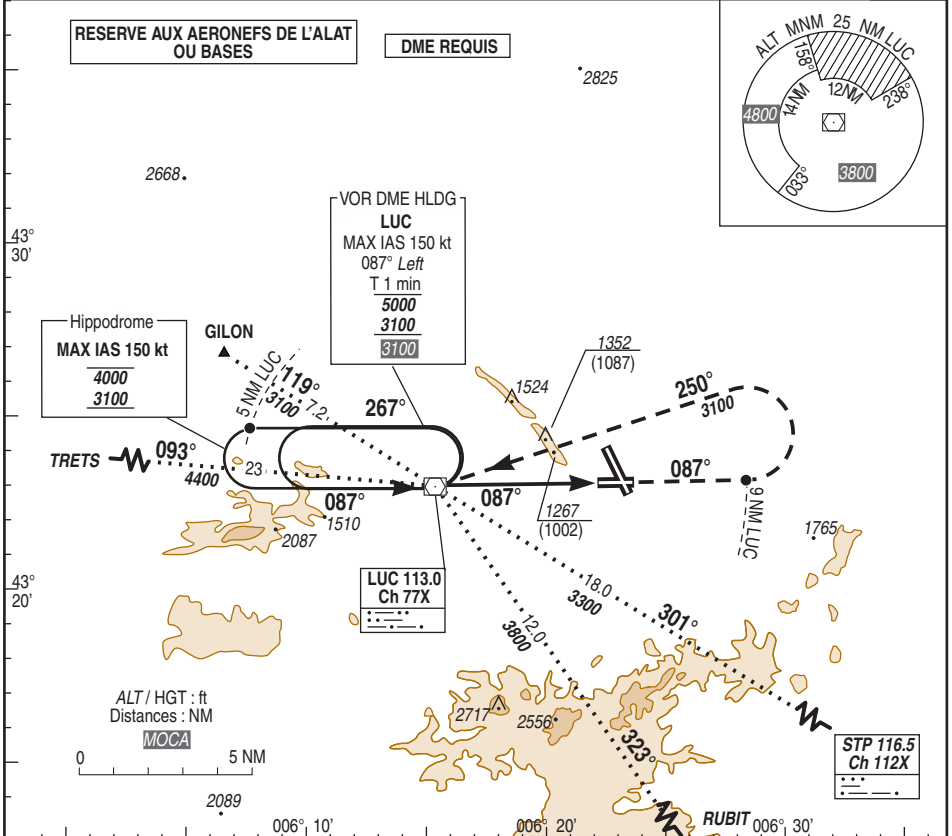 RESERVE AUX AERONEFS DE L'ALAT
OU BASES
DME REQUIS
ALT MNM 25 NM LUC
158°
238°
14NM
12NM
4800
033°
3800
2825
2668
43°
30'
VOR DME HLDG
LUC
MAX IAS 150 kt
087° Left
T 1 min
5000
3100
3100
Hippodrome
MAX IAS 150 kt
4000
3100
GILON
5 NM LUC
119°
3100
7.2
267°
1524
1352
(1087)
250°
3100
TRETS
093°
4400
23
087°
087°
087°
1510
2087
1267
(1002)
9 NM LUC
1765
LUC 113.0
Ch 77X
43°
20'
18.0
3300
301°
12.0
3800
323°
2717
2556
ALT / HGT : ft
Distances : NM
MOCA
0
5 NM
2089
STP 116.5
Ch 112X
RUBIT
006° 10'
006° 20'
006° 30'